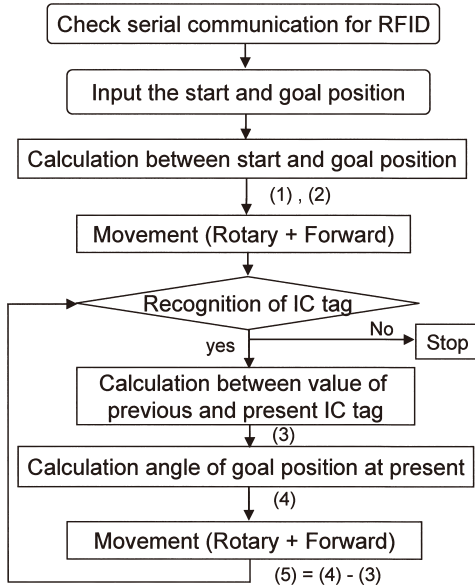 Check serial communication for RFID
Input the start and goal position
Calculation between start and goal position
(1) , (2)
Movement (Rotary + Forward)
Recognition of IC tag
No
yes
Stop
Calculation between value of
previous and present IC tag
(3)
Calculation angle of goal position at present
(4)
Movement (Rotary + Forward)
(5) = (4) - (3)